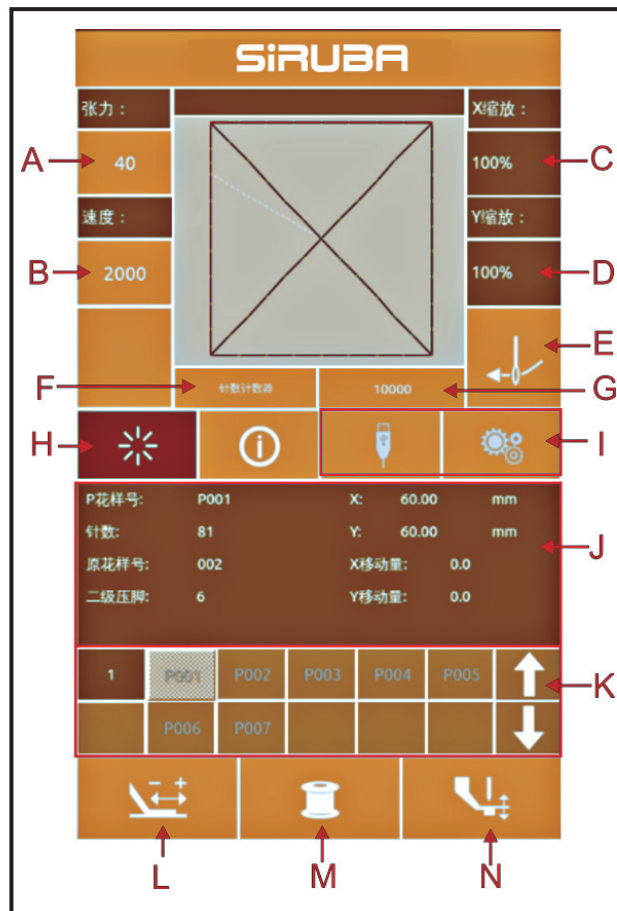 SiRUBA
张力：
X缩放：
A
40
100%
C
速度：
Y缩放：
B
2000
100%
D
E
F
针数计数器
10000
G
H
I
P花样号: P001 X: 60.00 mm
针数: 81 Y: 60.00 mm
J
原花样号: 002 X移动量: 0.0
二级压脚: 6 Y移动量: 0.0
1 P001 P002 P003 P004 P005
K
P006 P007
- +
L M N